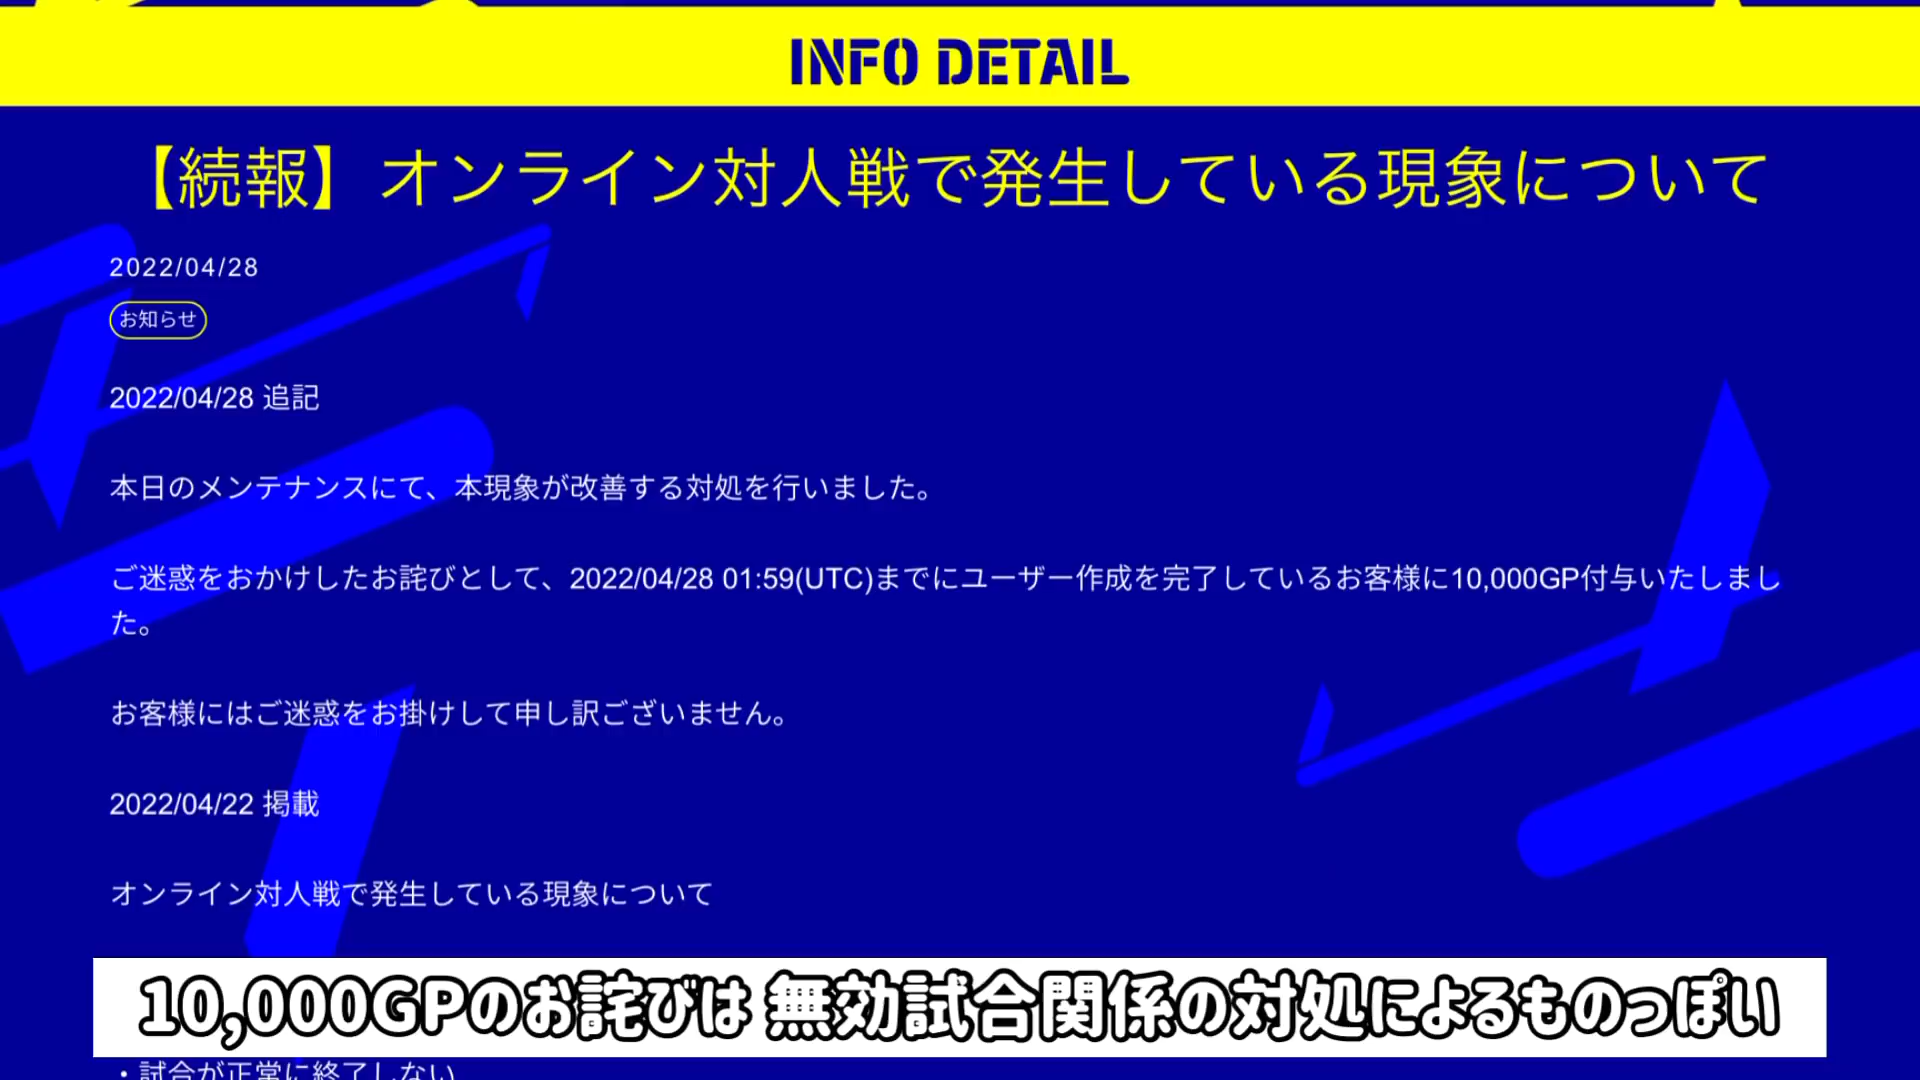 INFO DETAIL
【続報】オンライン対人戦で発生している現象について
2022/04/28
お知らせ
2022/04/28 追記
本日のメンテナンスにて、本現象が改善する対処を行いました。
ご迷惑をおかけしたお詫びとして、2022/04/28 01:59(UTC)までにユーザー作成を完了しているお客様に10,000GP付与いたしまし
た。
お客様にはご迷惑をお掛けして申し訳ございません。
2022/04/22 掲載
オンライン対人戦で発生している現象について
10,000GPのお詫びは 無効試合関係の対処によるものっぽい
・試合が正常に終了しない